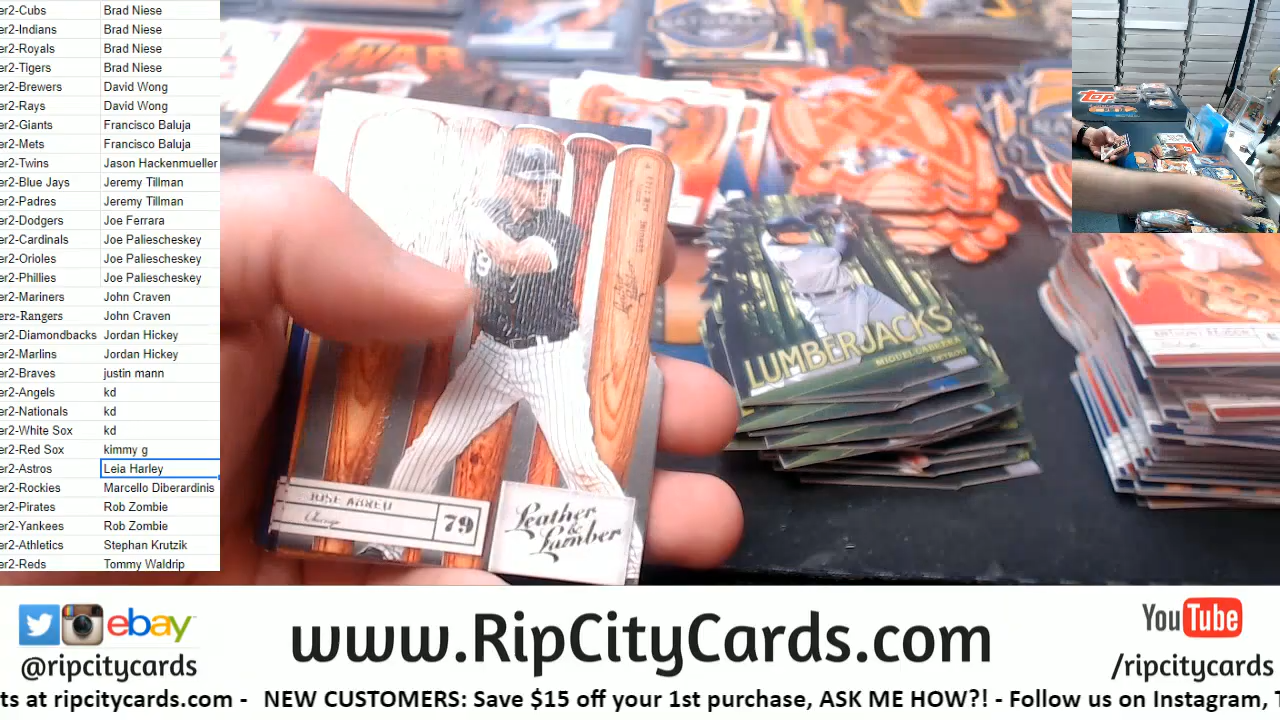 er2-Cubs Brad Niese
er2-Indians Brad Niese
er2-Royals Brad Niese
er2-Tigers Brad Niese
er2-Brewers David Wong
er2-Rays David Wong
er2-Giants Francisco Baluja
er2-Mets Francisco Baluja
er2-Twins Jason Hackenmueller
er2-Blue Jays Jeremy Tillman
er2-Padres Jeremy Tillman
er2-Dodgers Joe Ferrara
er2-Cardinals Joe Paliescheskey
er2-Orioles Joe Paliescheskey
er2-Phillies Joe Paliescheskey
er2-Mariners John Craven
er2-Rangers John Craven
er2-Diamondbacks Jordan Hickey
er2-Marlins Jordan Hickey
er2-Braves justin mann
er2-Angels kd
er2-Nationals kd
er2-White Sox kd
er2-Red Sox kimmy g
er2-Astros Leia Harley
er2-Rockies Marcello Diberardinis
er2-Pirates Rob Zombie
er2-Yankees Rob Zombie
er2-Athletics Stephan Krutzik
er2-Reds Tommy Waldrip
WAR
NATURALS
LUMBERJACKS
MIGUEL CABRERA
DETROIT
JOSE ABREU
Chicago
79
Leather
&
Lumber
Topps
ebay
@ripcitycards
www.RipCityCards.com
You Tube
/ripcitycards
ts at ripcitycards.com - NEW CUSTOMERS: Save $15 off your 1st purchase, ASK ME HOW?! - Follow us on Instagram, T